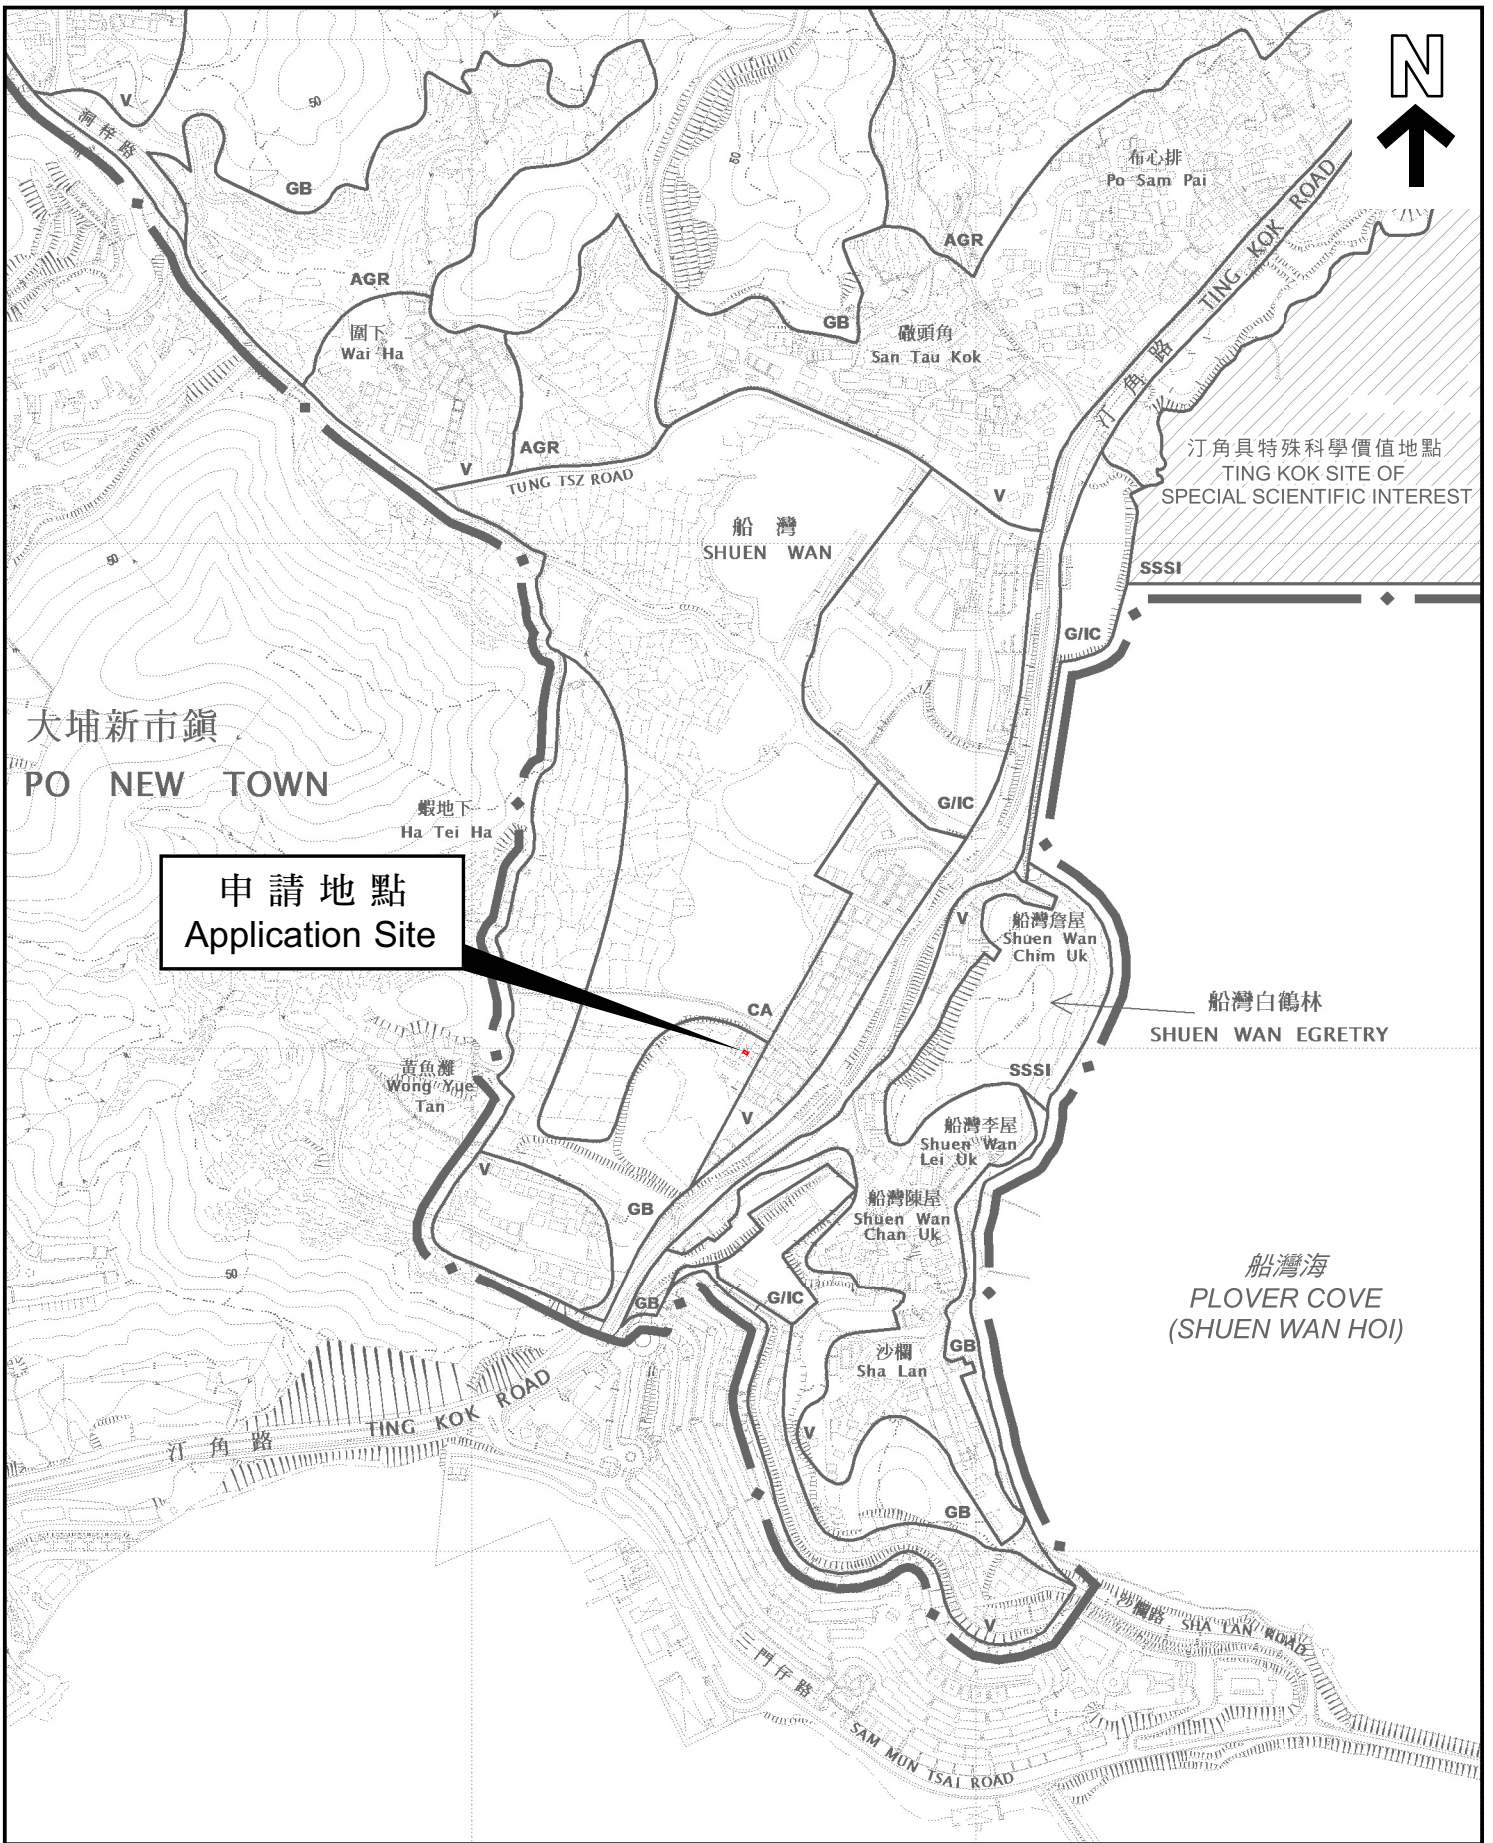 N
V
50
洞梓路
GB
50
布心排
Po Sam Pai
AGR
AGR
TING KOK ROAD
汀角路
圍下
Wai Ha
GB
San Tau Kok
汀角具特殊科學價值地點
TING KOK SITE OF
SPECIAL SCIENTIFIC INTEREST
AGR
V
TUNG TSZ ROAD
V
船灣
SHUEN WAN
50
SSSI
G/IC
大埔新市鎮
PO NEW TOWN
蝦地下
Ha Tei Ha
G/IC
申請地點
Application Site
V
船灣詹屋
Shuen Wan
Chim Uk
船灣白鶴林
SHUEN WAN EGRETRY
CA
SSSI
黃魚灘
Wong Yue
Tan
V
船灣李屋
Shuen Wan
Lei Uk
V
GB
船灣陳屋
Shuen Wan
Chan Uk
50
船灣海
PLOVER COVE
(SHUEN WAN HOI)
GB
G/IC
GB
沙欄
Sha Lan
汀角路
TING KOK ROAD
V
GB
V
沙欄路 SHA LAN ROAD
三門仔路
SAM MUN TSAI ROAD